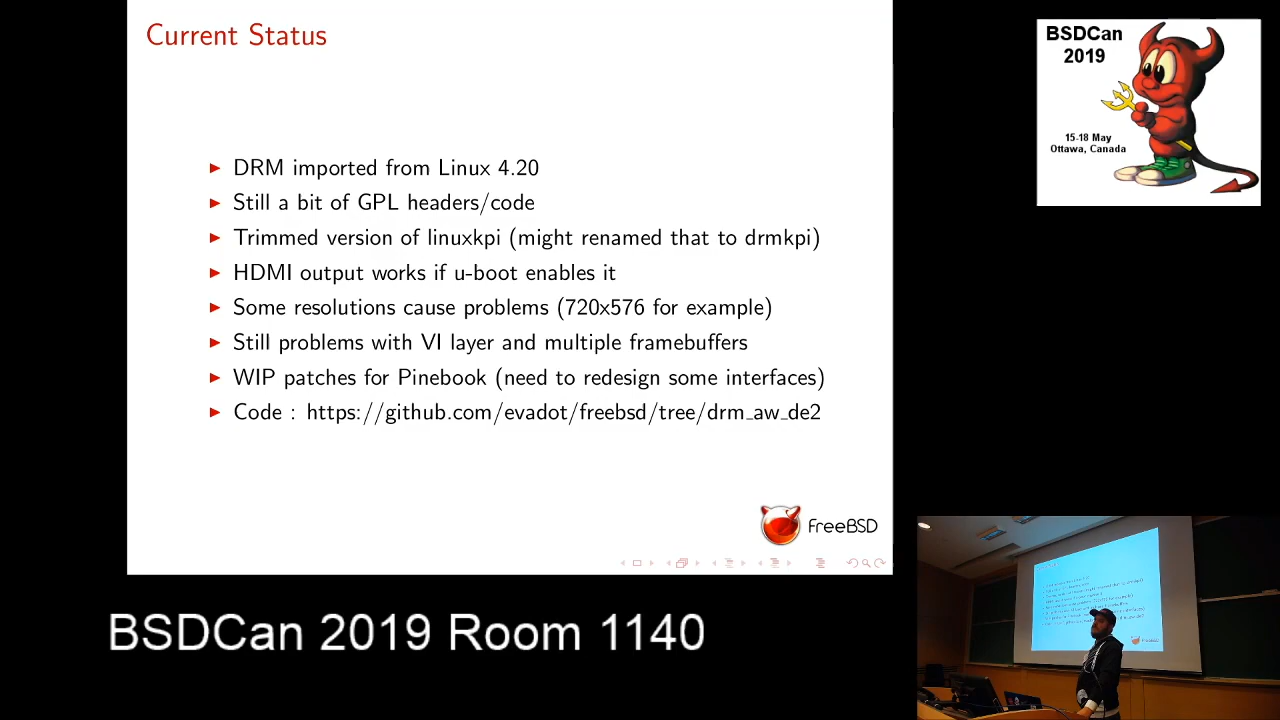 Current Status
DRM imported from Linux 4.20
Still a bit of GPL headers/code
Trimmed version of linuxkpi (might renamed that to drmkpi)
HDMI output works if u-boot enables it
Some resolutions cause problems (720x576 for example)
Still problems with VI layer and multiple framebuffers
WIP patches for Pinebook (need to redesign some interfaces)
Code : https://github.com/evadot/freebsd/tree/drm_aw_de2
FreeBSD
BSDCan
2019
15-18 May
Ottawa, Canada
BSDCan 2019 Room 1140